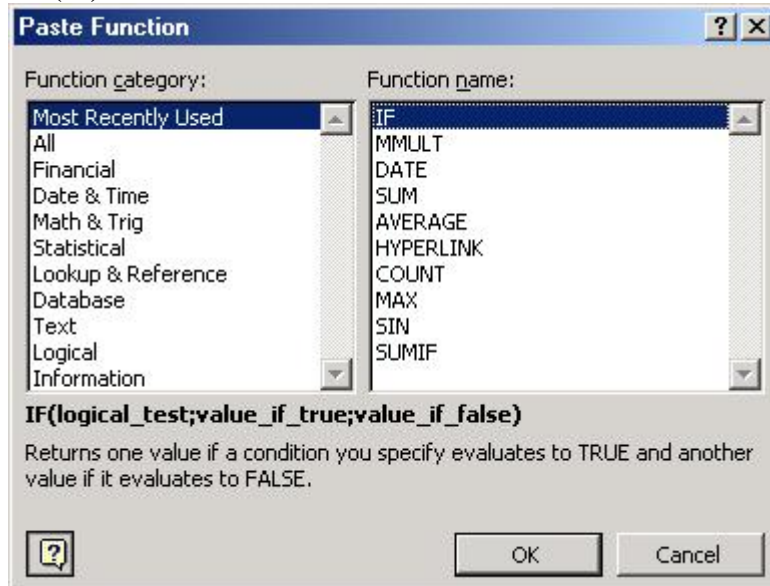 Paste Function
Function category:
Function name:
Most Recently Used
All
Financial
Date & Time
Math & Trig
Statistical
Lookup & Reference
Database
Text
Logical
Information
IF
MMULT
DATE
SUM
AVERAGE
HYPERLINK
COUNT
MAX
SIN
SUMIF
IF(logical_test;value_if_true;value_if_false)
Returns one value if a condition you specify evaluates to TRUE and another
value if it evaluates to FALSE.
OK
Cancel